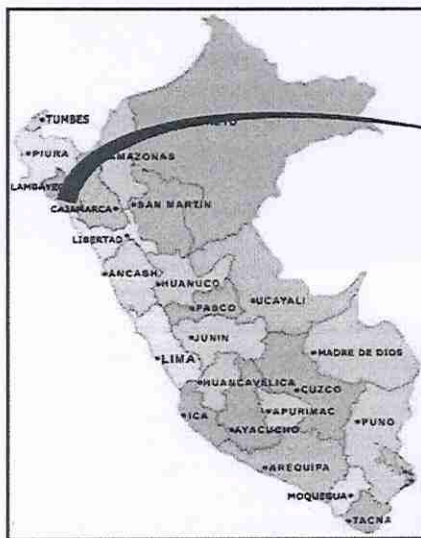 TUMBES
PIURA
AMAZONAS
LAMBAYEQ
CAJAMARCA
SAN MARTIN
LIBERTAD
ANCASH
HUANUCO
UCAYALI
PASCO
JUNIN
LIMA
MADRE DE DIOS
HUANCAVELICA
CUZCO
ICA
APURIMAC
PUNO
AYACUCHO
AREQUIPA
MOQUEGUA
TACNA